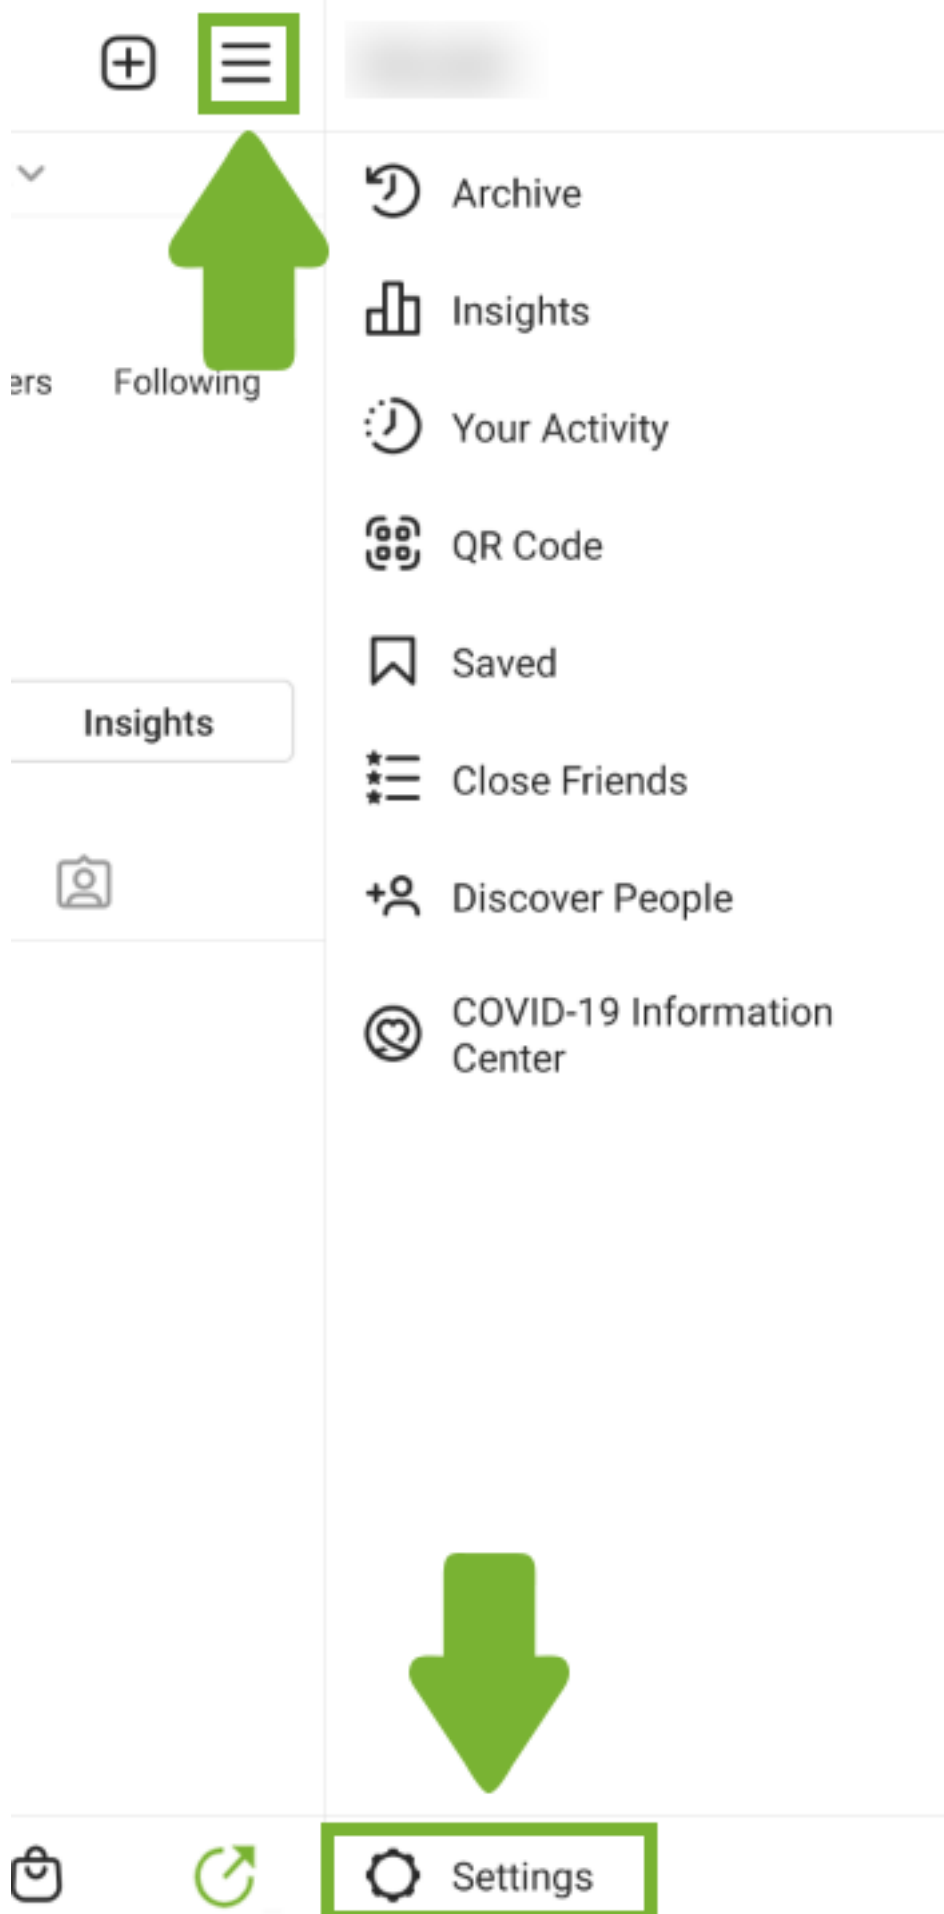 Archive
Insights
ers Following
Your Activity
QR Code
Saved
Insights
Close Friends
Discover People
COVID-19 Information
Center
Settings